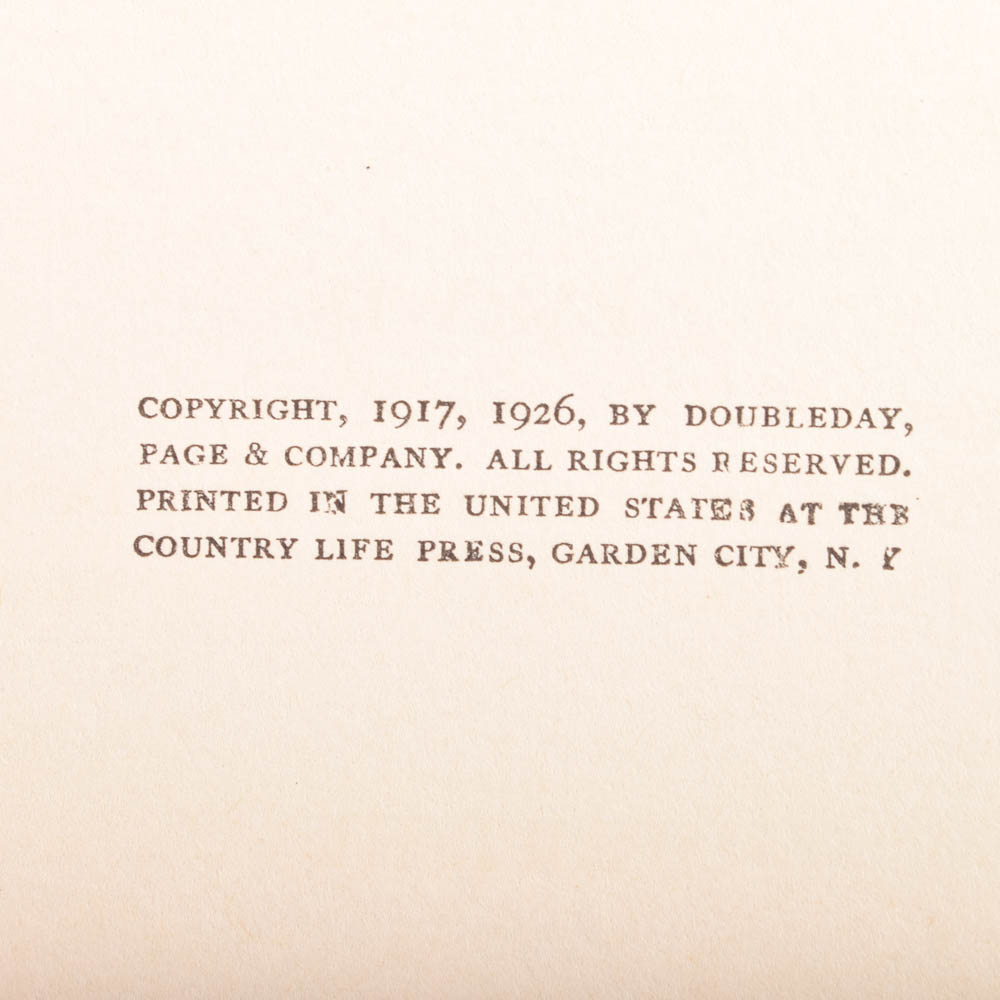 COPYRIGHT, 1917, 1926, BY DOUBLEDAY,
PAGE & COMPANY. ALL RIGHTS RESERVED.
PRINTED IN THE UNITED STATES AT THE
COUNTRY LIFE PRESS, GARDEN CITY, N. Y